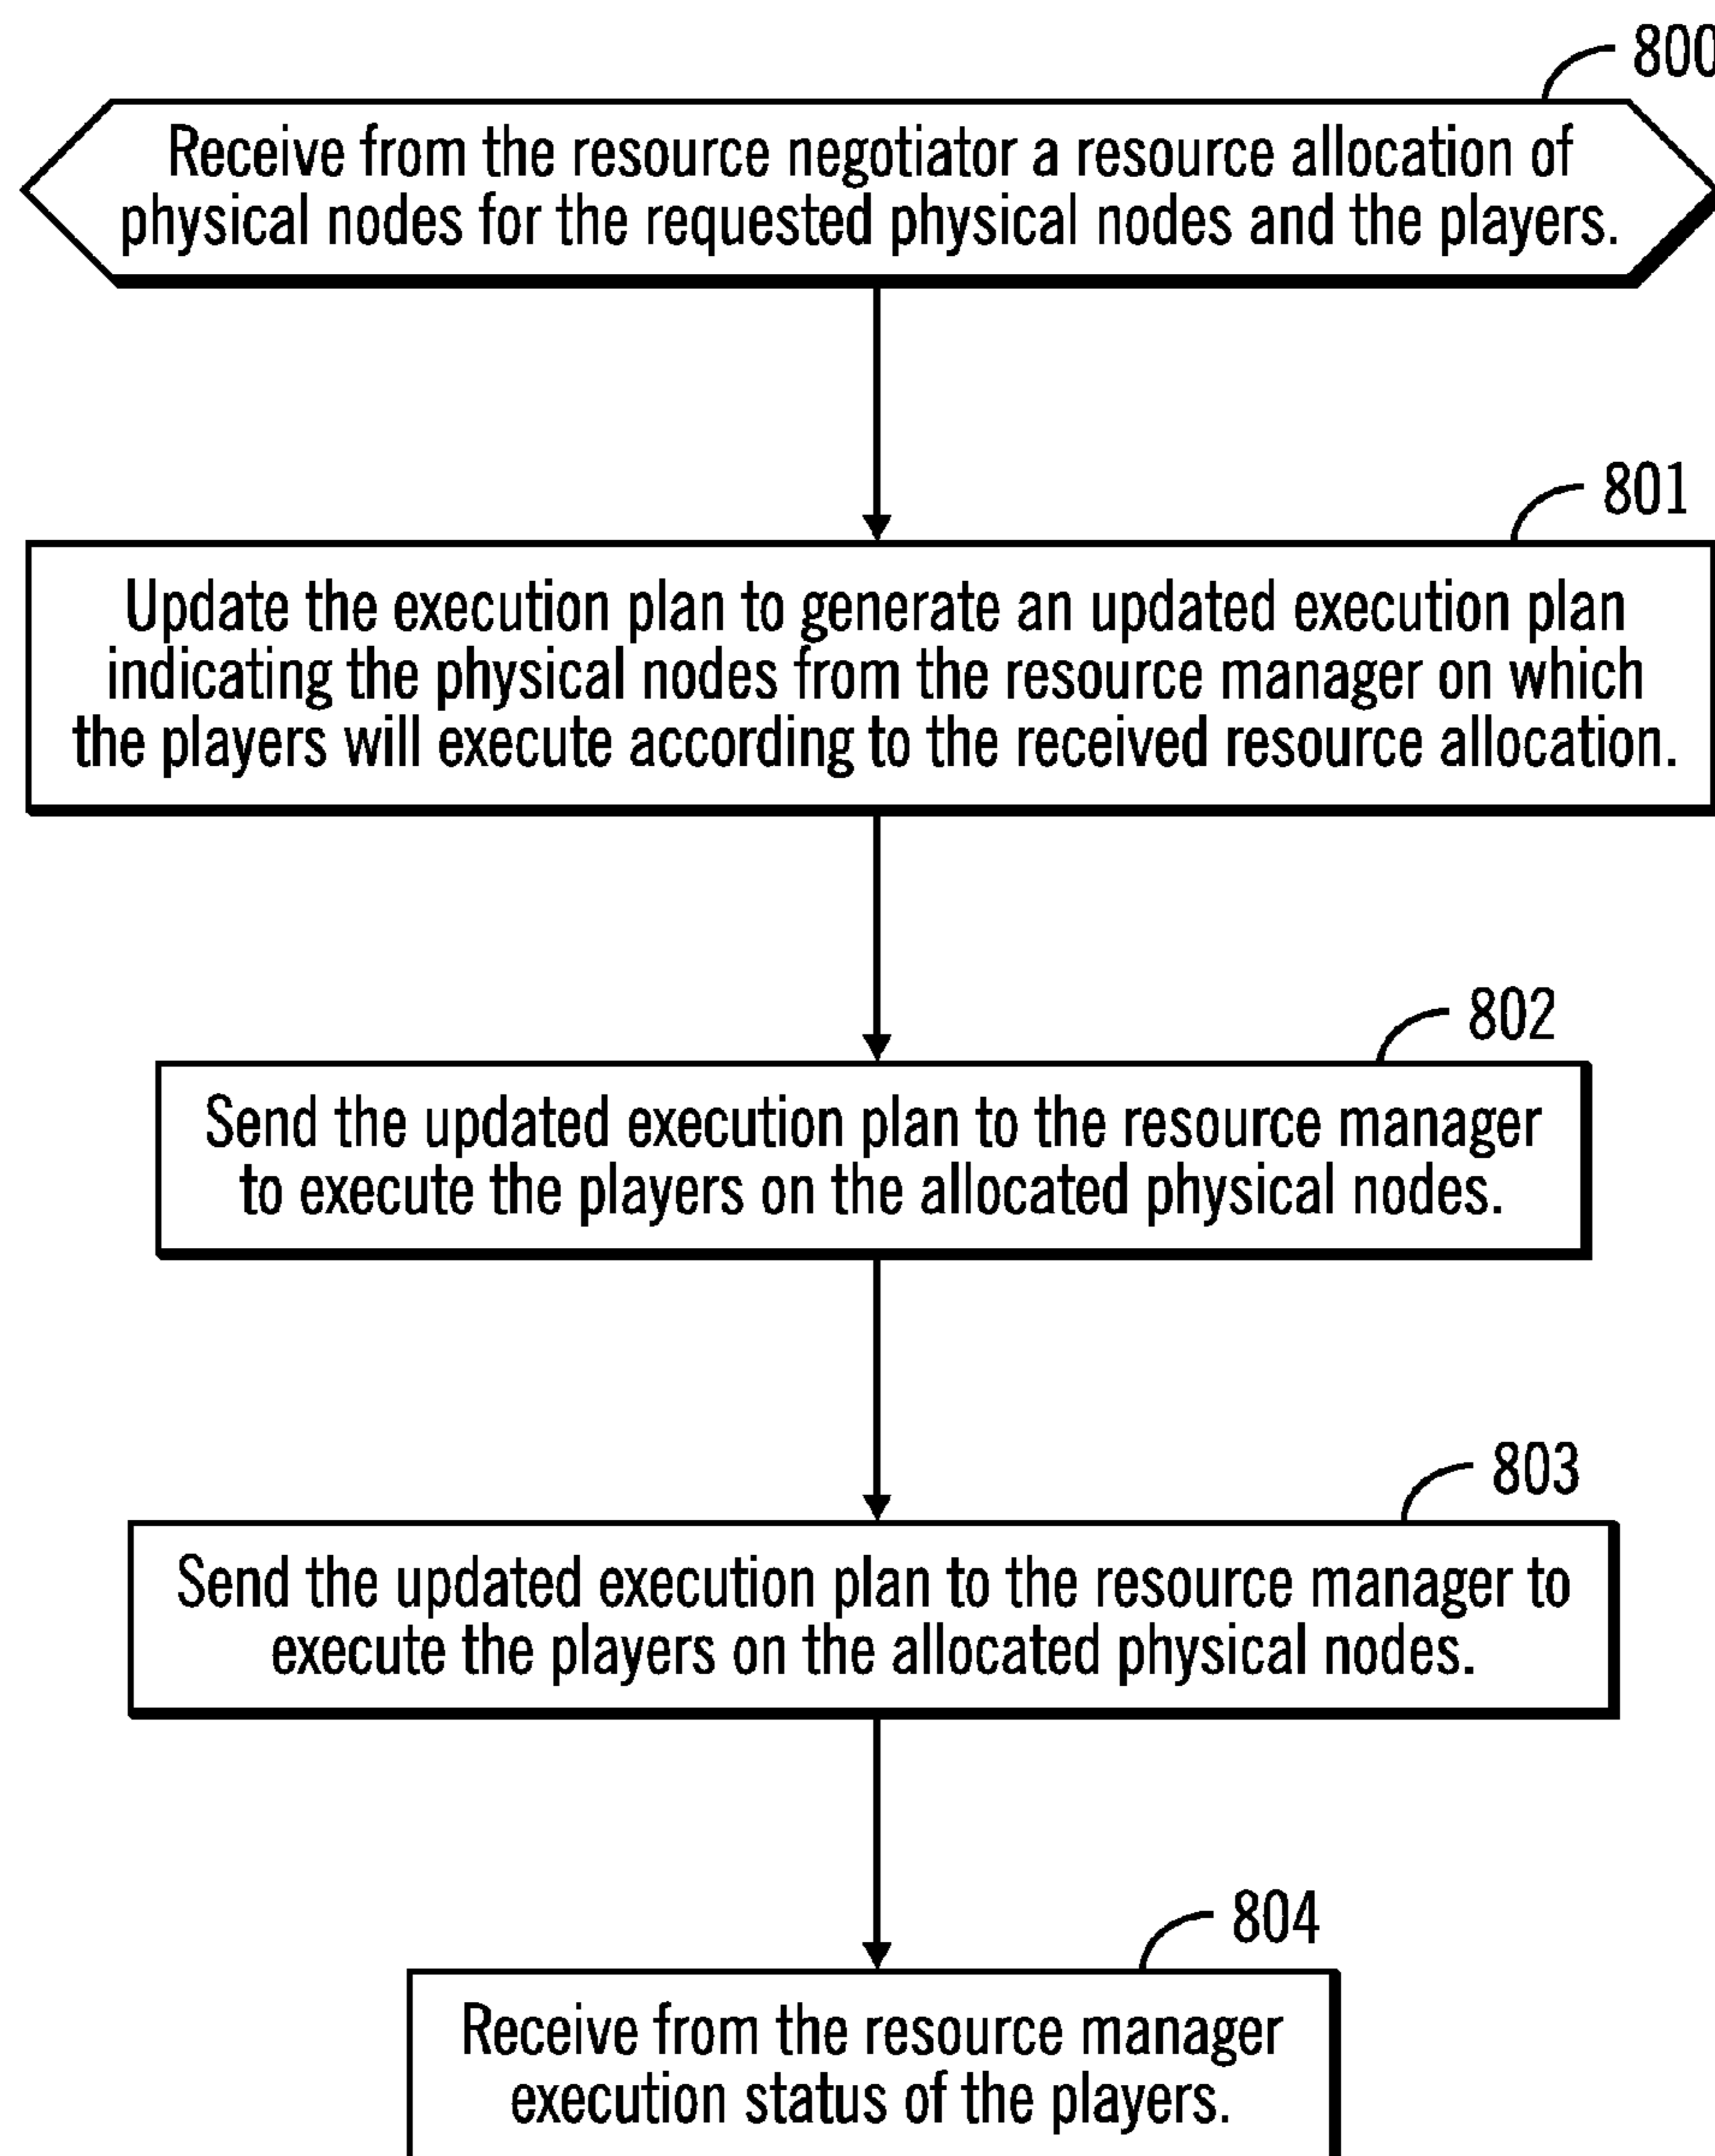 800
Receive from the resource negotiator a resource allocation of
physical nodes for the requested physical nodes and the players.
801
Update the execution plan to generate an updated execution plan
indicating the physical nodes from the resource manager on which
the players will execute according to the received resource allocation.
802
Send the updated execution plan to the resource manager
to execute the players on the allocated physical nodes.
803
Send the updated execution plan to the resource manager to
execute the players on the allocated physical nodes.
804
Receive from the resource manager
execution status of the players.